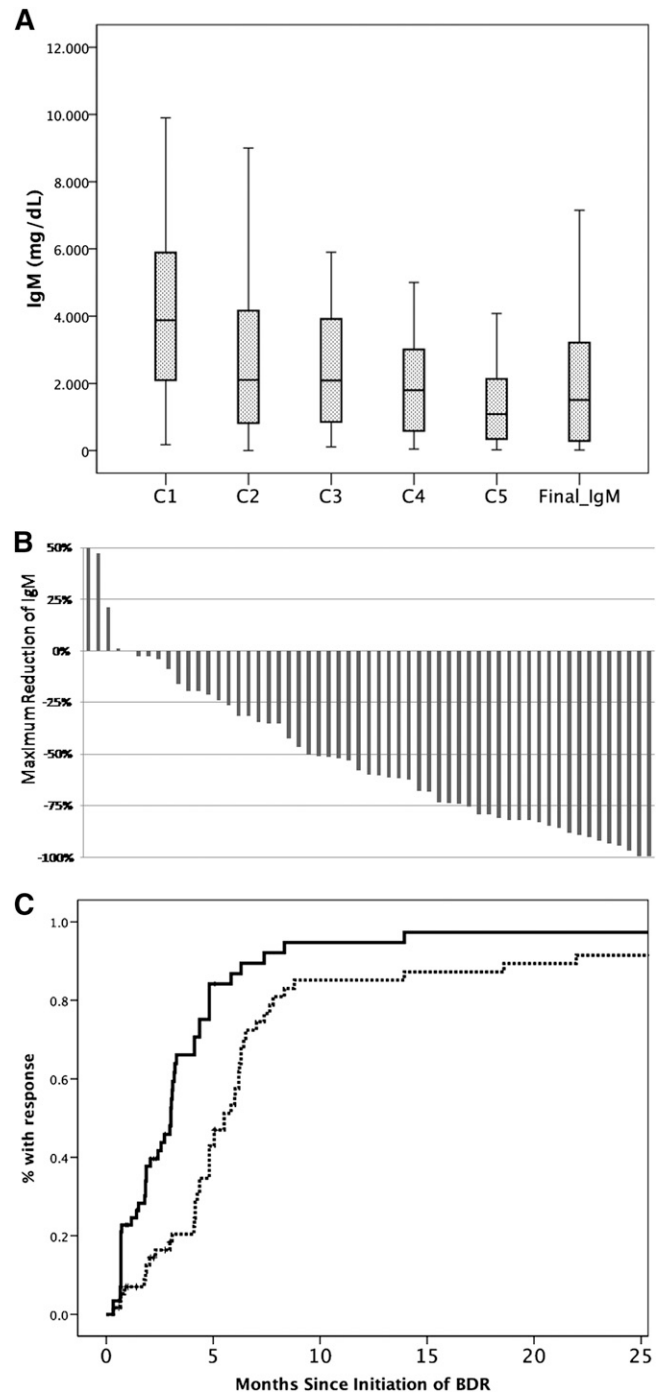 A
12.000
10.000
8.000
6.000
4.000
2.000
0
IgM (mg/dL)
C1 C2 C3 C4 C5 Final_IgM
B
50%
25%
0%
-25%
-50%
-75%
-100%
Maximum Reduction of IgM
C
1.0
0.8
0.6
0.4
0.2
0.0
% with response
0 5 10 15 20 25
Months Since Initiation of BDR